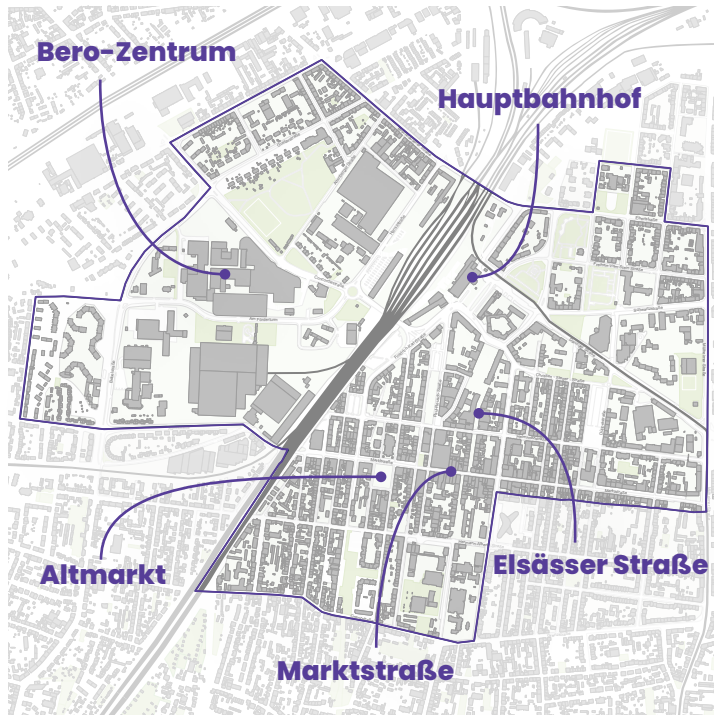 Bero-Zentrum
Hauptbahnhof
Altmarkt
Elsässer Straße
Marktstraße